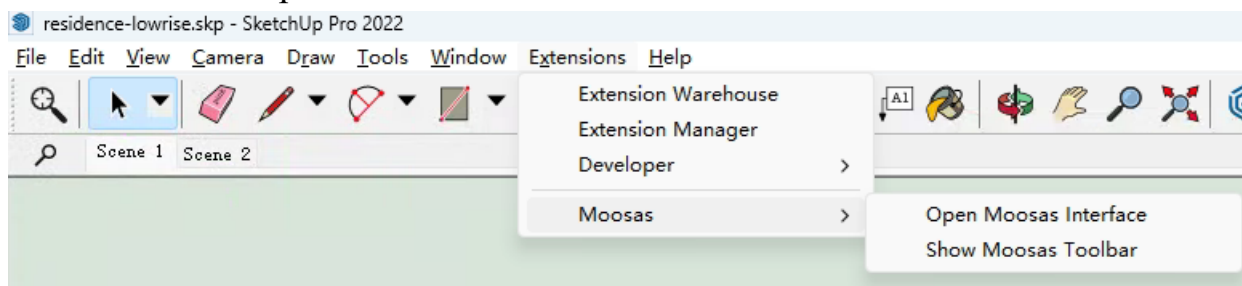 residence-lowrise.skp - SketchUp Pro 2022
File Edit View Camera Draw Tools Window Extensions Help
Extension Warehouse
A1
Extension Manager
Scene 1 Scene 2
Developer
Moosas
Open Moosas Interface
Show Moosas Toolbar